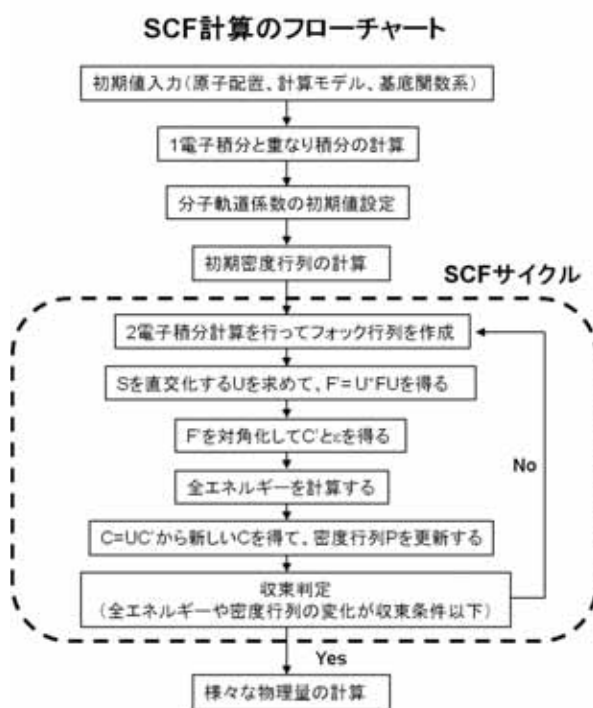 SCF計算のフローチャート
初期値入力(原子配置、計算モデル、基底関数系)
1電子積分と重なり積分の計算
分子軌道係数の初期値設定
初期密度行列の計算
SCFサイクル
2電子積分計算を行ってフォック行列を作成
Sを直交化するUを求めて、F'=U*FUを得る
F'を対角化してC'とεを得る
No
全エネルギーを計算する
C=UC'から新しいCを得て、密度行列Pを更新する
収束判定
(全エネルギーや密度行列の変化が収束条件以下)
Yes
様々な物理量の計算